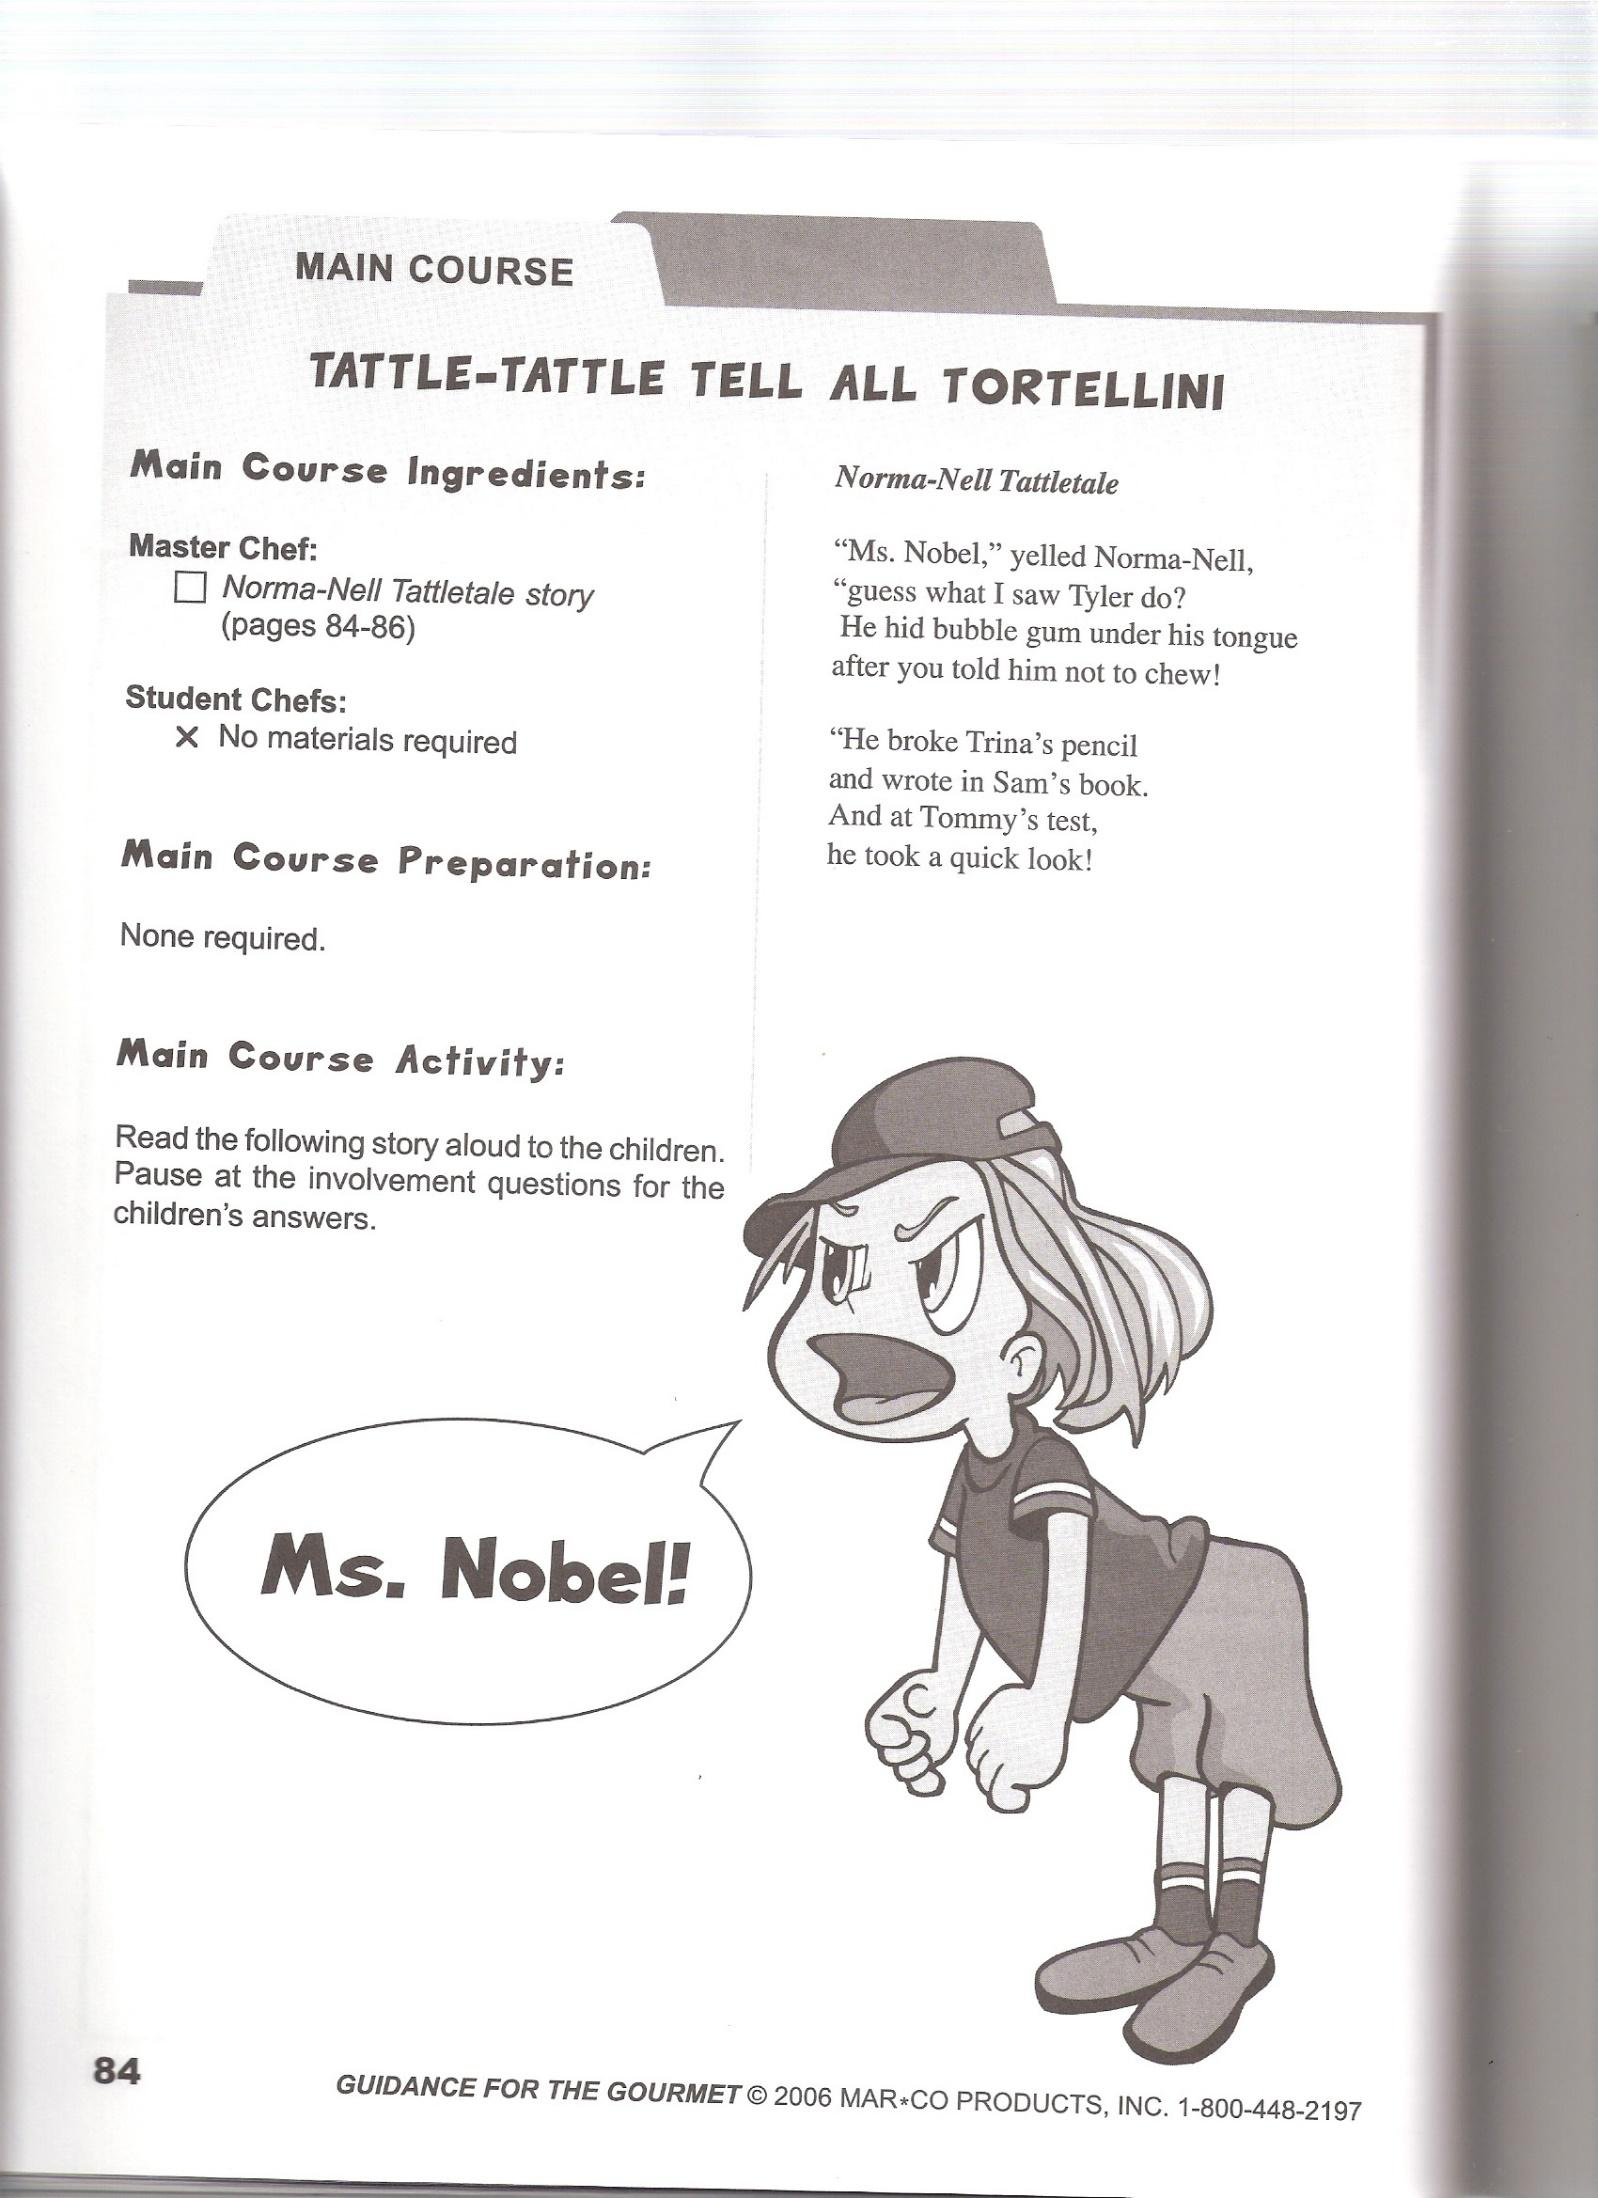 MAIN COURSE
TATTLE-TATTLE TELL ALL TORTELLINI
Main Course Ingredients:
Master Chef:
Norma-Nell Tattletale story
(pages 84-86)
Student Chefs:
× No materials required
Main Course Preparation:
None required.
Main Course Activity:
Read the following story aloud to the children.
Pause at the involvement questions for the
children's answers.
Norma-Nell Tattletale
“Ms. Nobel,” yelled Norma-Nell,
“guess what I saw Tyler do?
He hid bubble gum under his tongue
after you told him not to chew!
“He broke Trina’s pencil
and wrote in Sam’s book.
And at Tommy’s test,
he took a quick look!
Ms. Nobel!
84
GUIDANCE FOR THE GOURMET © 2006 MAR*CO PRODUCTS, INC. 1-800-448-2197